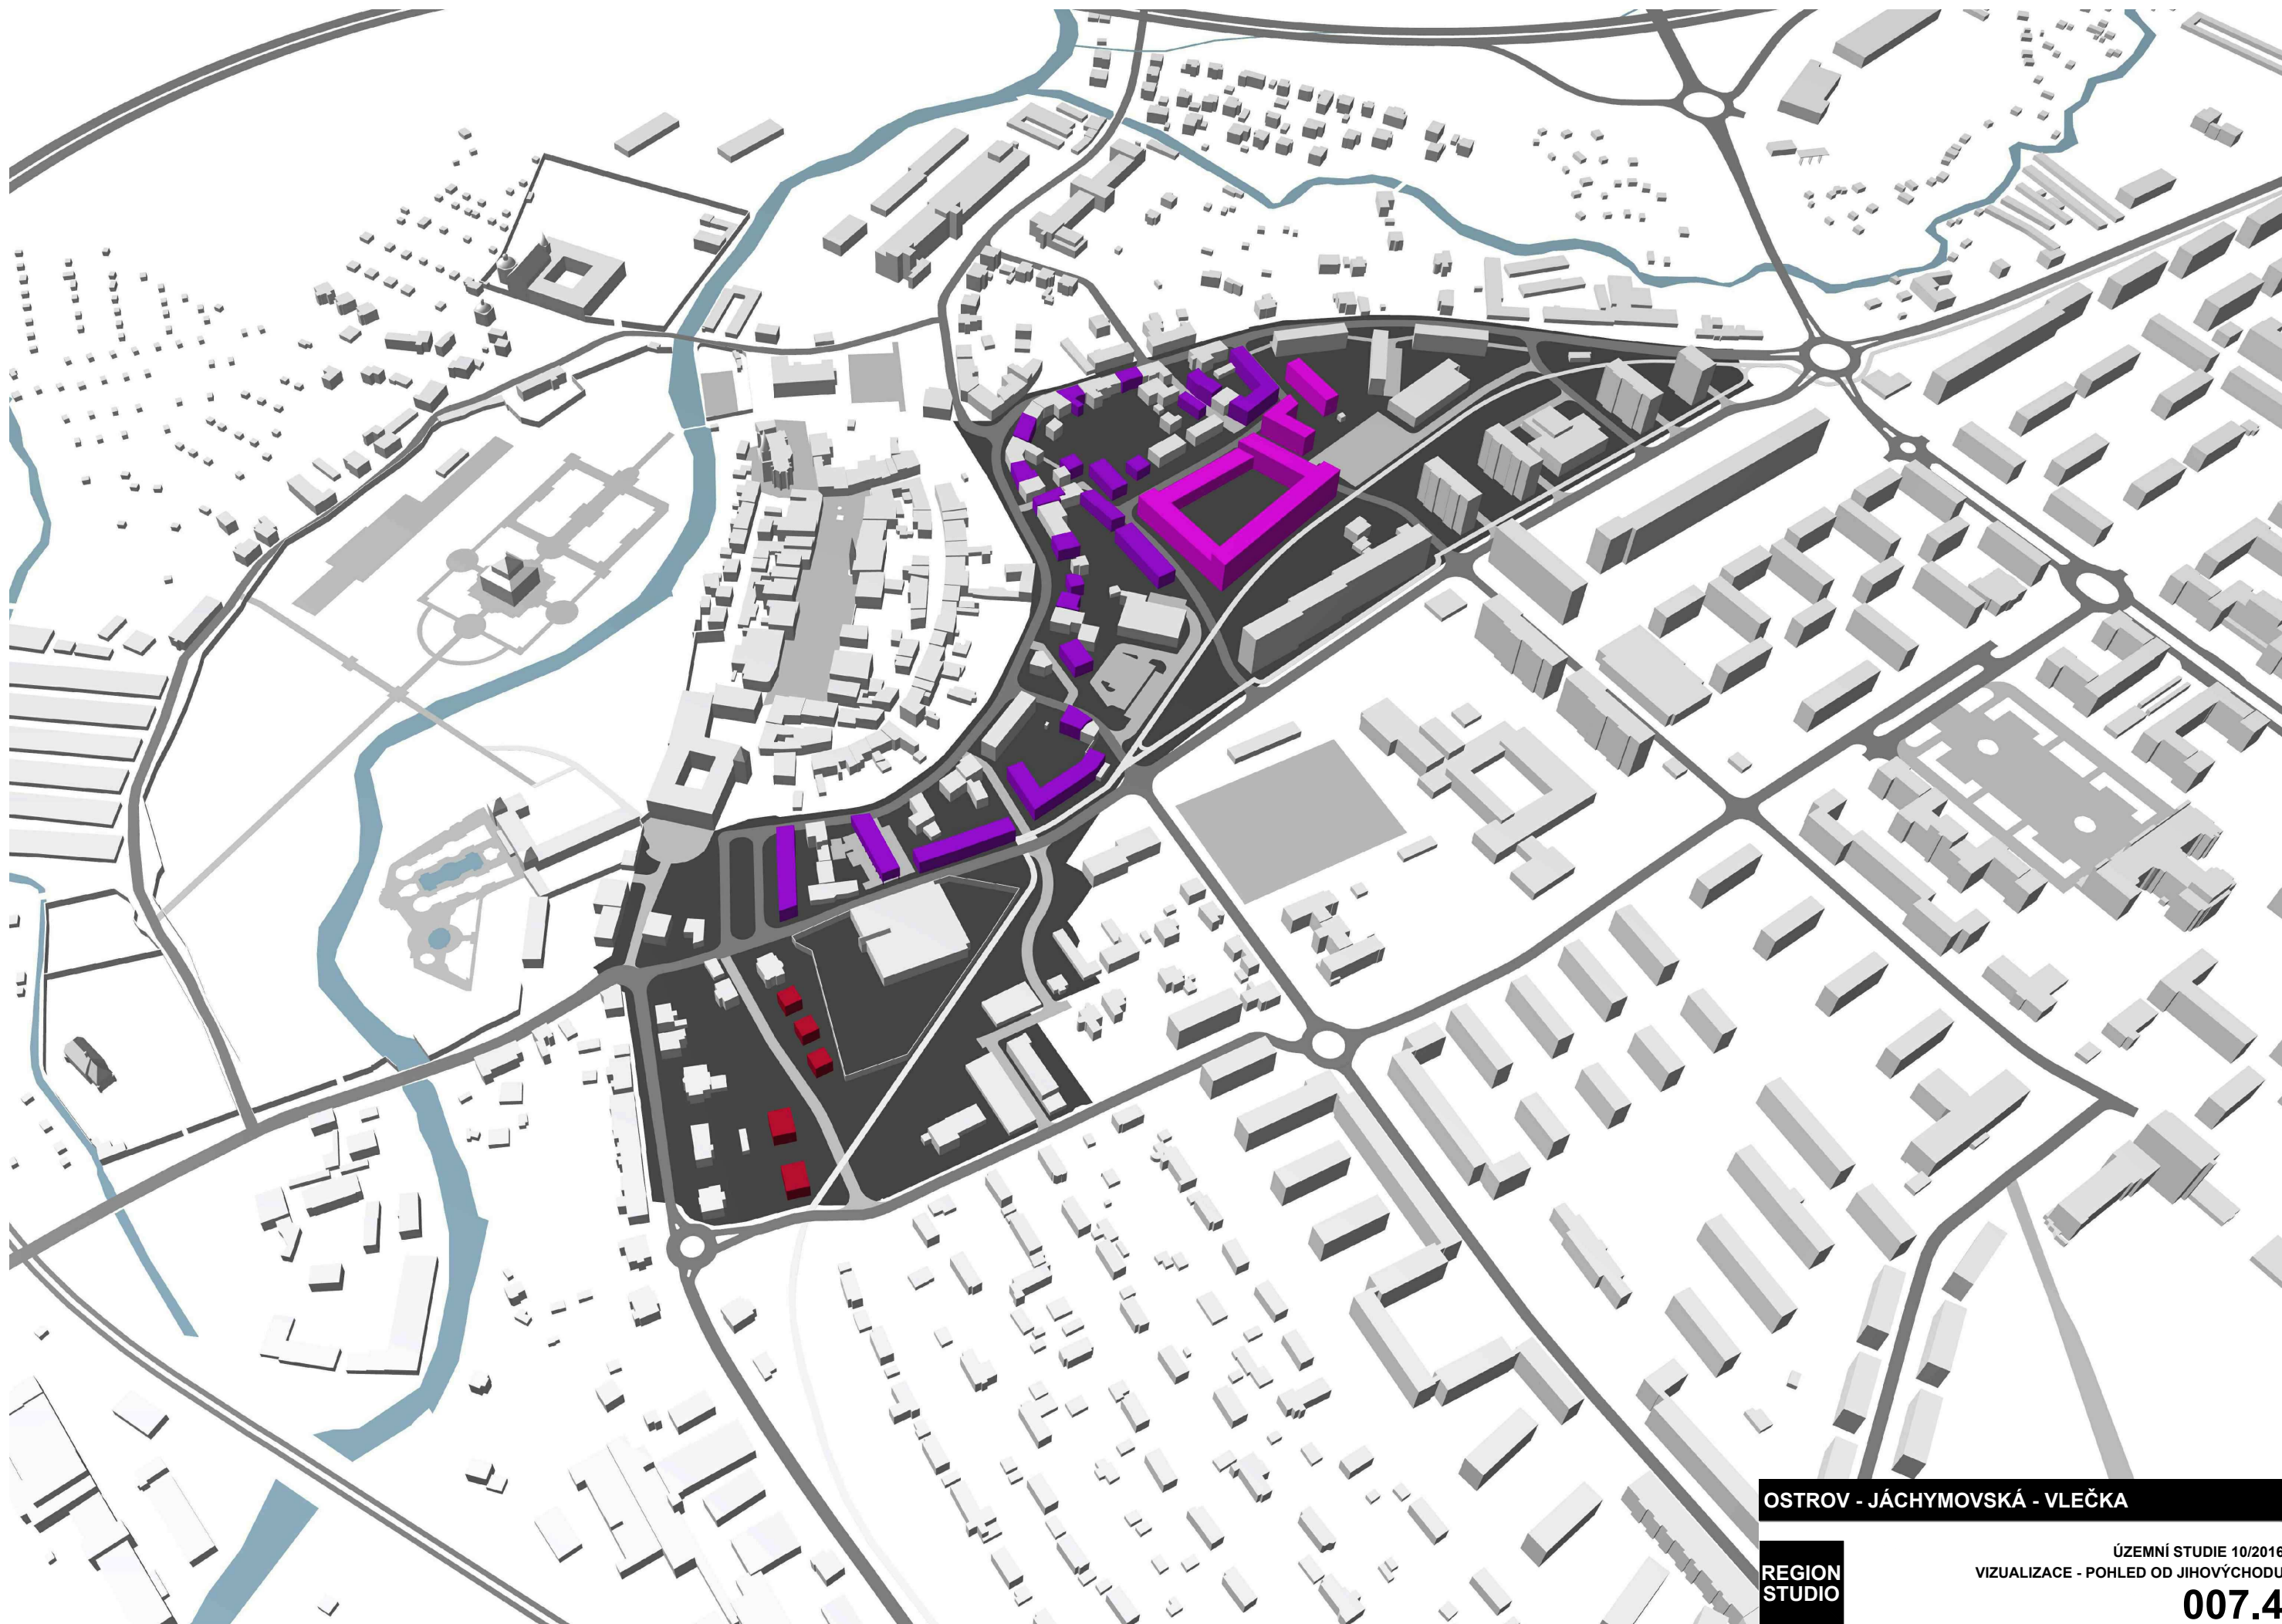 OSTROV - JÁCHYMOVSKÁ - VLEČKA
REGION
STUDIO
ÚZEMNÍ STUDIE 10/2016
VIZUALIZACE - POHLED OD JIHOVÝCHODU
007.4